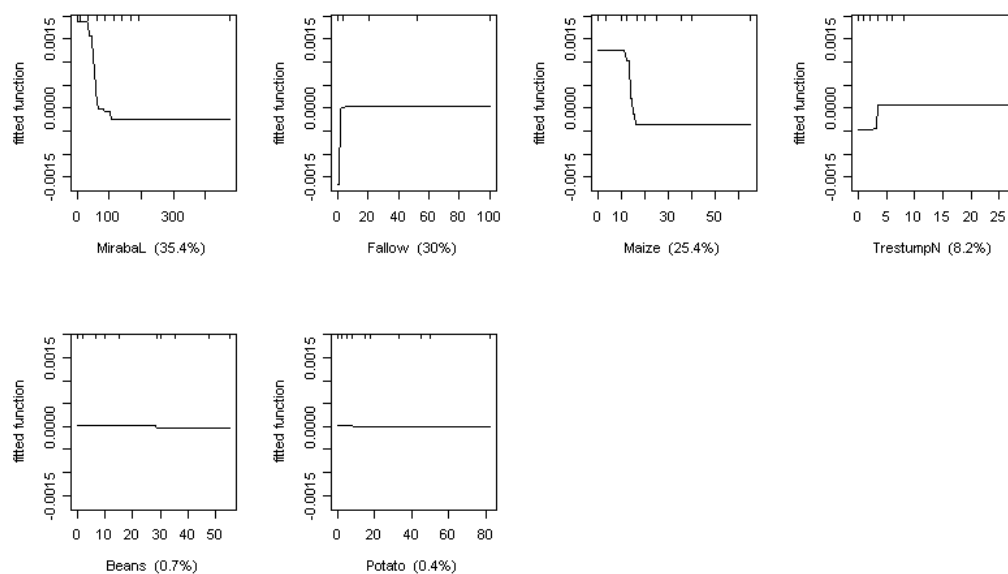 fitted function
0.0015
0.0000
-0.0015
0 100 300
MirabaL (35.4%)
fitted function
0.0015
0.0000
-0.0015
0 20 40 60 80 100
Fallow (30%)
fitted function
0.0015
0.0000
-0.0015
0 10 30 50
Maize (25.4%)
fitted function
0.0015
0.0000
-0.0015
0 5 10 15 20 25
TrestumpN (8.2%)
fitted function
0.0015
0.0000
-0.0015
0 10 20 30 40 50
Beans (0.7%)
fitted function
0.0015
0.0000
-0.0015
0 20 40 60 80
Potato (0.4%)